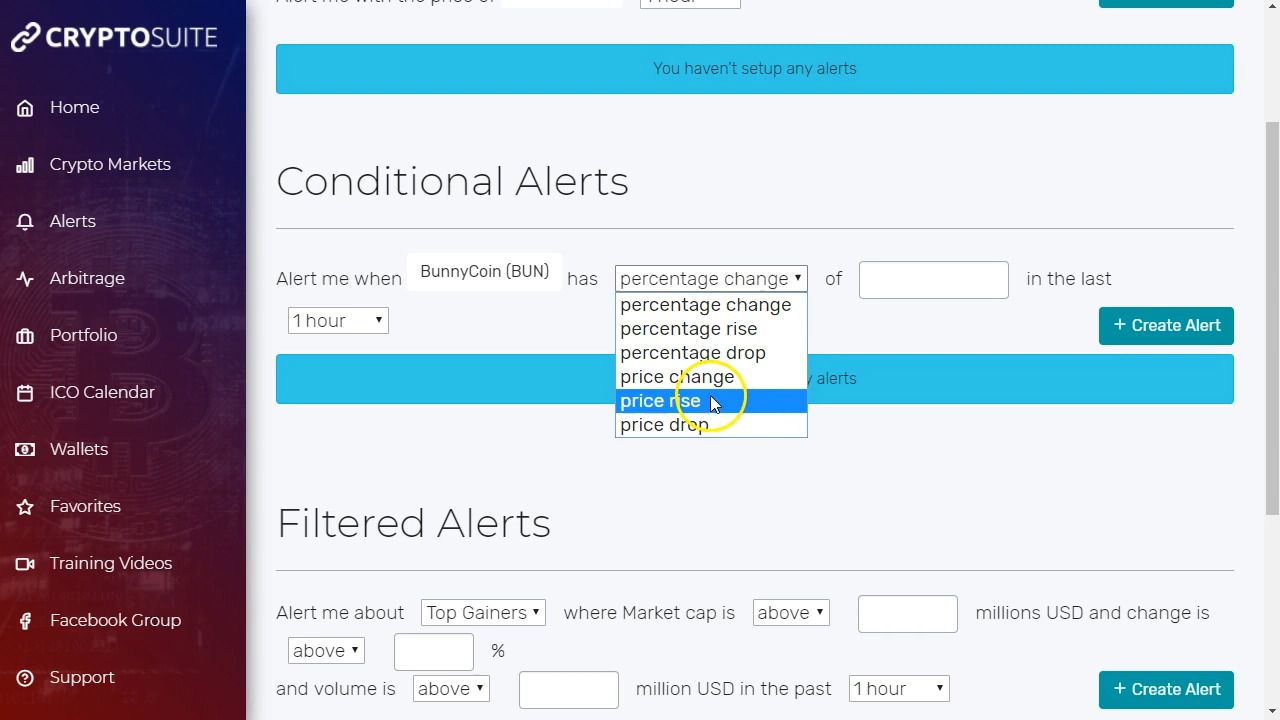 CRYPTOSUITE
Home
Crypto Markets
Alerts
Arbitrage
Portfolio
ICO Calendar
Wallets
Favorites
Training Videos
Facebook Group
Support
You haven't setup any alerts
Conditional Alerts
Alert me when BunnyCoin (BUN) has percentage change of in the last
1 hour
+ Create Alert
percentage change
percentage rise
percentage drop
price change
price rise
price drop
alerts
Filtered Alerts
Alert me about Top Gainers where Market cap is above millions USD and change is
above %
and volume is above million USD in the past 1 hour
+ Create Alert